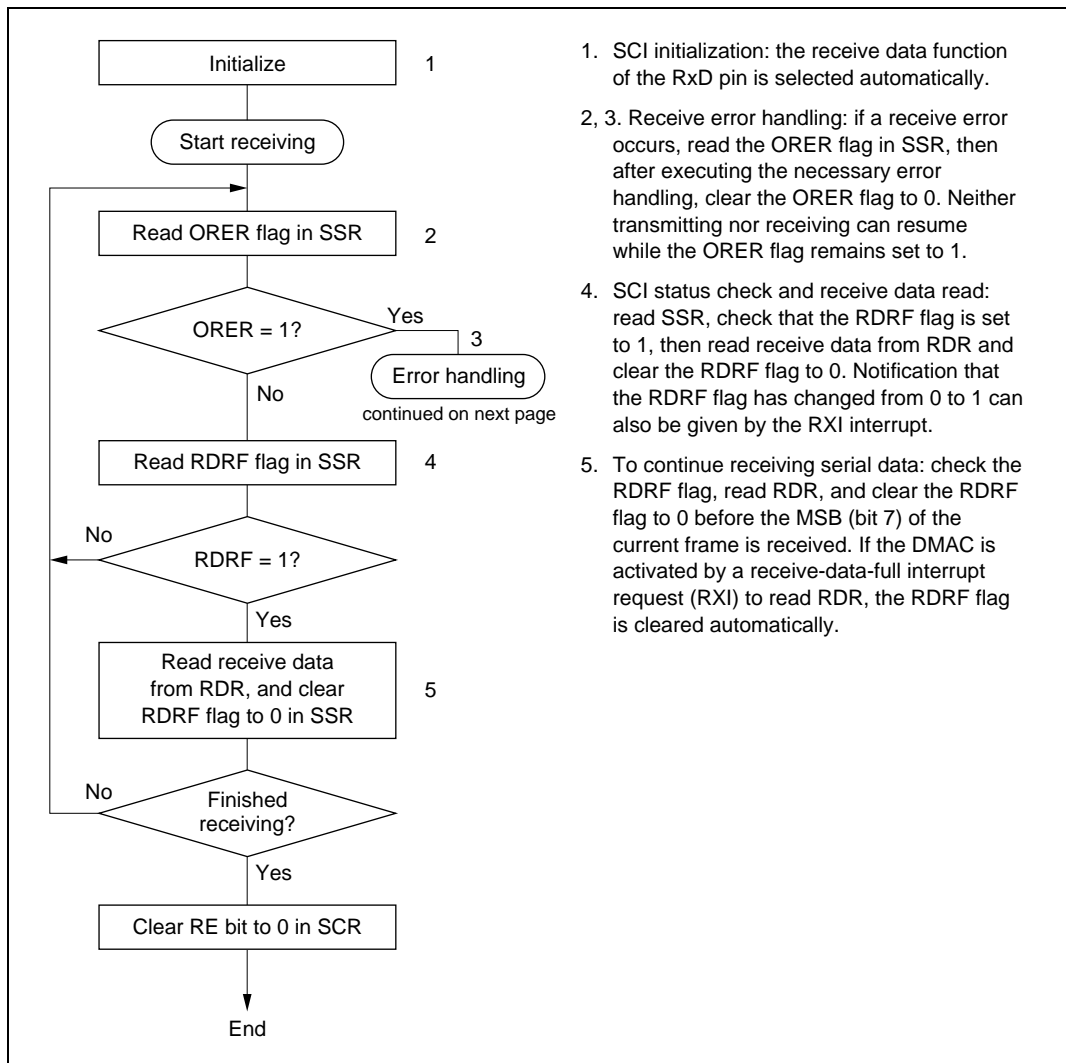 Initialize
1
Start receiving
Read ORER flag in SSR
2
ORER = 1?
Yes
3
Error handling
continued on next page
No
Read RDRF flag in SSR
4
No
RDRF = 1?
Yes
Read receive data
from RDR, and clear
RDRF flag to 0 in SSR
5
No
Finished
receiving?
Yes
Clear RE bit to 0 in SCR
End
1. SCI initialization: the receive data function
of the RxD pin is selected automatically.
2, 3. Receive error handling: if a receive error
occurs, read the ORER flag in SSR, then
after executing the necessary error
handling, clear the ORER flag to 0. Neither
transmitting nor receiving can resume
while the ORER flag remains set to 1.
4. SCI status check and receive data read:
read SSR, check that the RDRF flag is set
to 1, then read receive data from RDR and
clear the RDRF flag to 0. Notification that
the RDRF flag has changed from 0 to 1 can
also be given by the RXI interrupt.
5. To continue receiving serial data: check the
RDRF flag, read RDR, and clear the RDRF
flag to 0 before the MSB (bit 7) of the
current frame is received. If the DMAC is
activated by a receive-data-full interrupt
request (RXI) to read RDR, the RDRF flag
is cleared automatically.